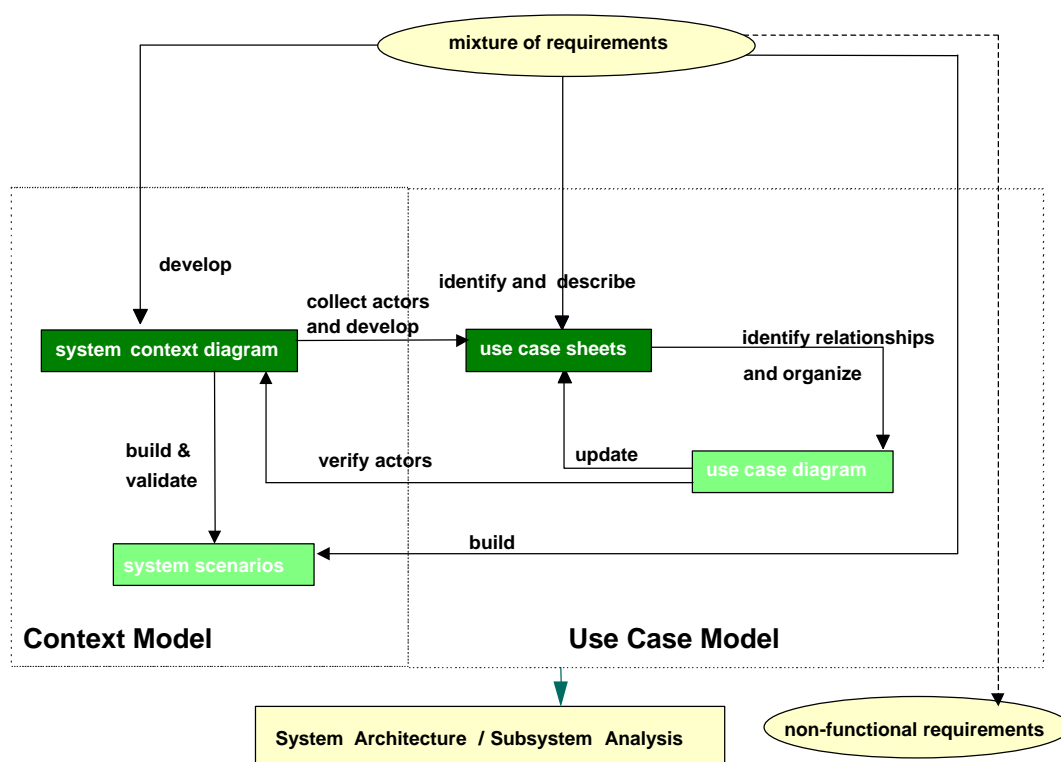 mixture of requirements
develop
identify and describe
collect actors
and develop
system context diagram
use case sheets
identify relationships
and organize
build &
validate
verify actors
update
use case diagram
build
system scenarios
Context Model
Use Case Model
System Architecture / Subsystem Analysis
non-functional requirements